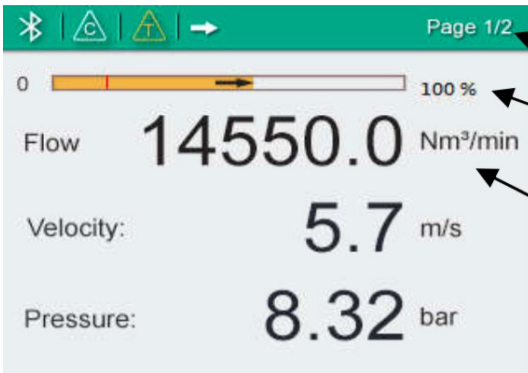 C T Page 1/2
0 100 %
Flow 14550.0 Nm³/min
Velocity: 5.7 m/s
Pressure: 8.32 bar